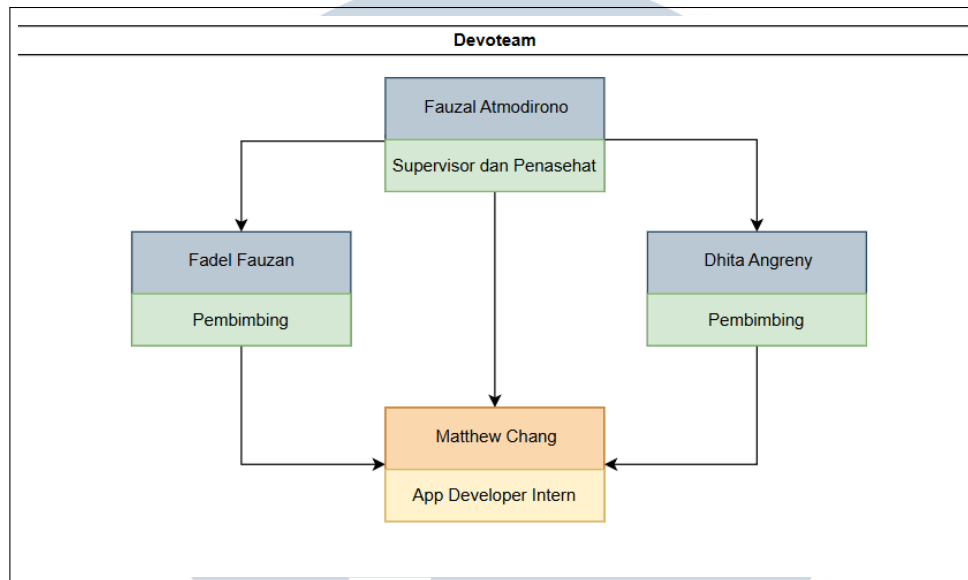 Devoteam
Fauzal Atmodirono
Supervisor dan Penasehat
Fadel Fauzan
Pembimbing
Dhita Angreny
Pembimbing
Matthew Chang
App Developer Intern